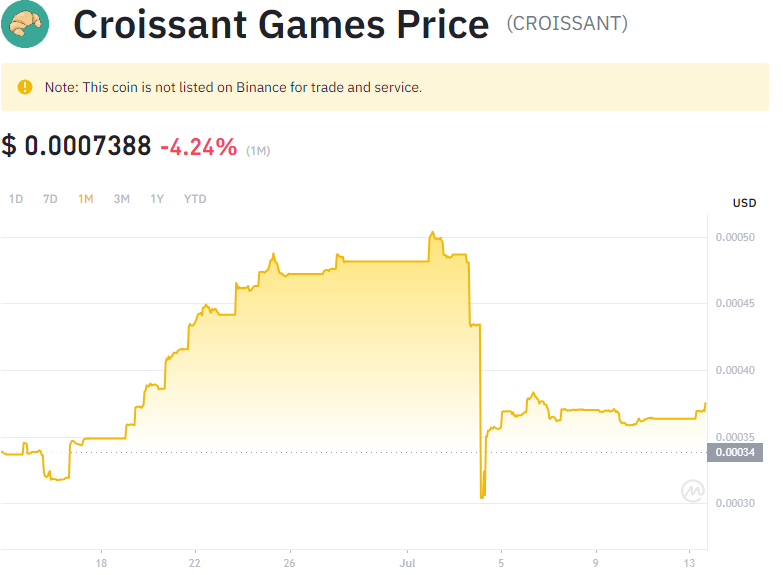 Croissant Games Price (CROISSANT)
Note: This coin is not listed on Binance for trade and service.
$ 0.0007388 -4.24% (1M)
1D 7D 1M 3M 1Y YTD
USD
0.00050
0.00045
0.00040
0.00035
0.00034
0.00030
18 22 26 Jul 5 9 13